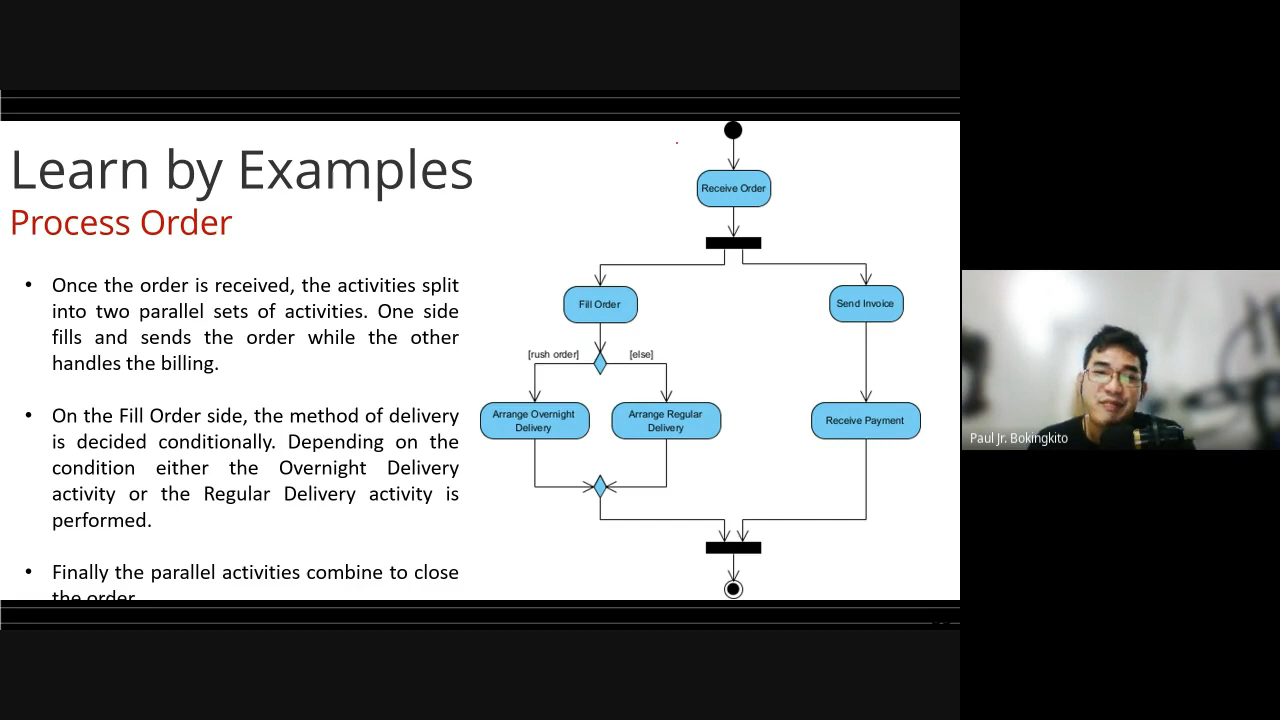 Learn by Examples
Process Order
• Once the order is received, the activities split
into two parallel sets of activities. One side
fills and sends the order while the other
handles the billing.
• On the Fill Order side, the method of delivery
is decided conditionally. Depending on the
condition either the Overnight Delivery
activity or the Regular Delivery activity is
performed.
• Finally the parallel activities combine to close
the order
Receive Order
Fill Order
Send Invoice
[rush order]
[else]
Arrange Overnight
Delivery
Arrange Regular
Delivery
Receive Payment
Paul Jr. Bokingkito